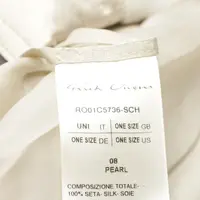 RO01C5736-SCH
UNI IT ONE SIZE GB
ONE SIZE DE ONE SIZE US
08
PEARL
COMPOSIZIONE TOTALE:
100% SETA- SILK- SOIE